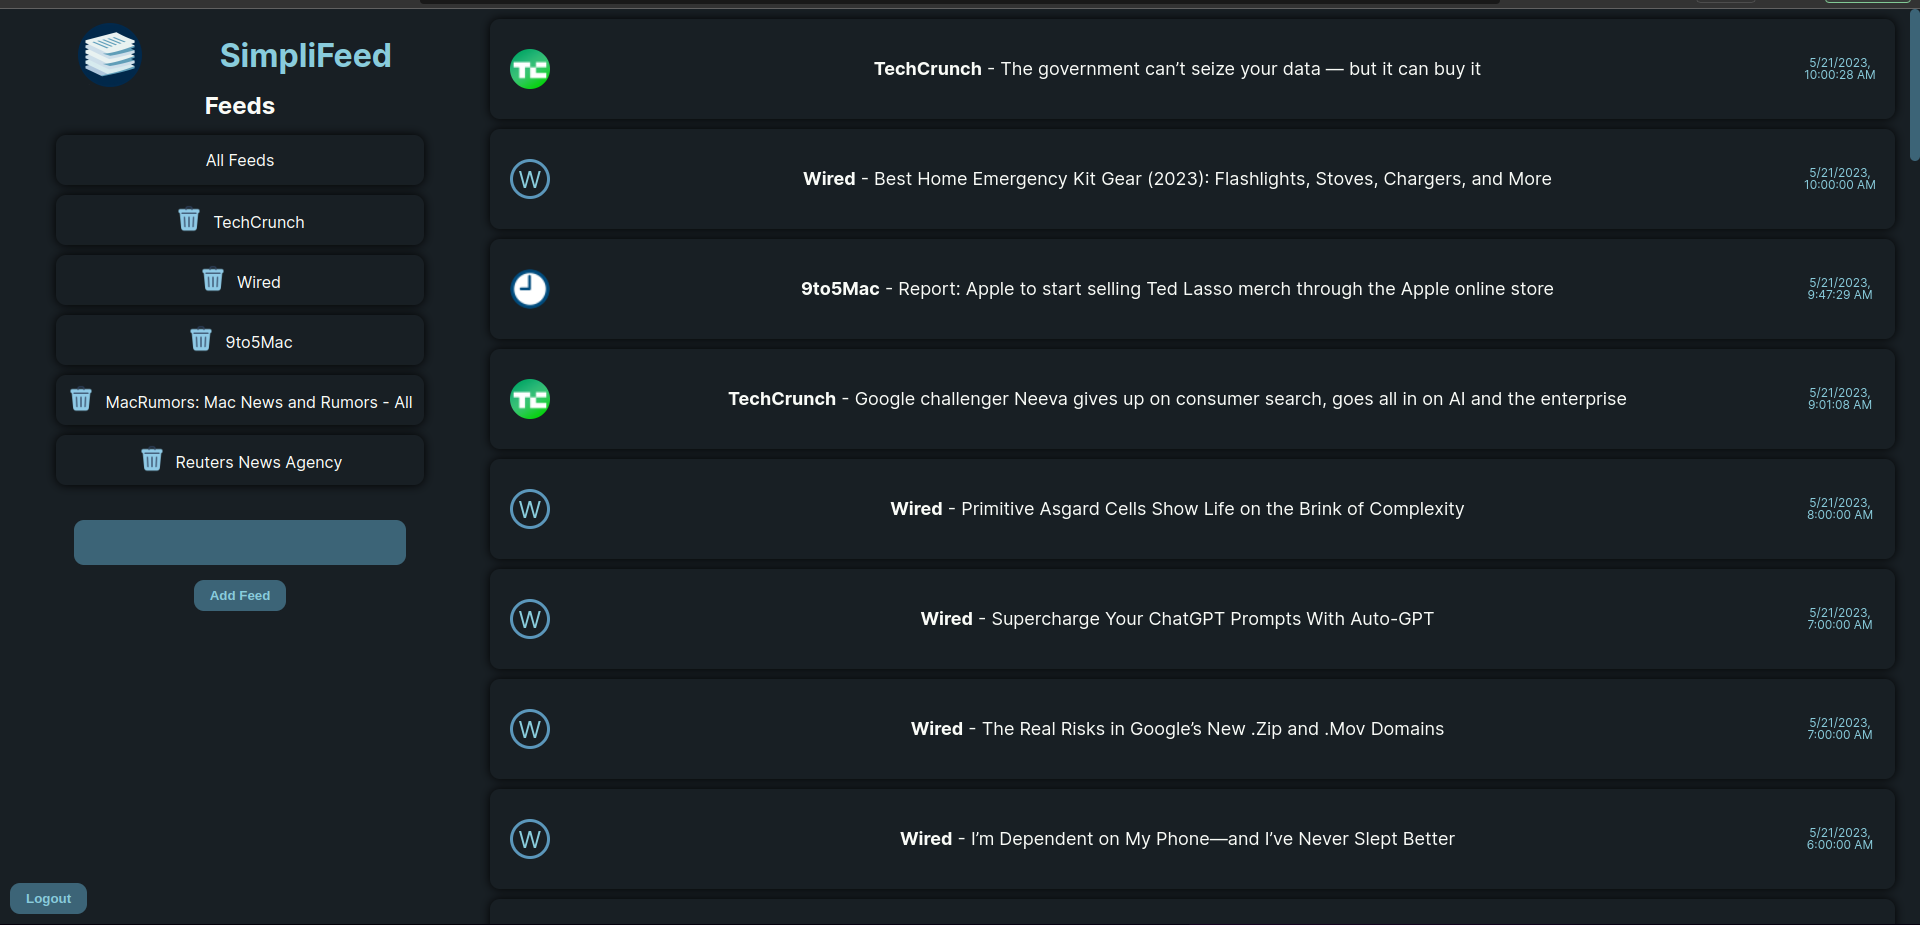 SimpliFeed
Feeds
All Feeds
TechCrunch
Wired
9to5Mac
MacRumors: Mac News and Rumors - All
Reuters News Agency
Add Feed
Logout
TC
TechCrunch - The government can’t seize your data — but it can buy it
5/21/2023,
10:00:28 AM
W
Wired - Best Home Emergency Kit Gear (2023): Flashlights, Stoves, Chargers, and More
5/21/2023,
10:00:00 AM
9to5Mac - Report: Apple to start selling Ted Lasso merch through the Apple online store
5/21/2023,
9:47:29 AM
TC
TechCrunch - Google challenger Neeva gives up on consumer search, goes all in on AI and the enterprise
5/21/2023,
9:01:08 AM
W
Wired - Primitive Asgard Cells Show Life on the Brink of Complexity
5/21/2023,
8:00:00 AM
W
Wired - Supercharge Your ChatGPT Prompts With Auto-GPT
5/21/2023,
7:00:00 AM
W
Wired - The Real Risks in Google’s New .Zip and .Mov Domains
5/21/2023,
7:00:00 AM
W
Wired - I’m Dependent on My Phone—and I’ve Never Slept Better
5/21/2023,
6:00:00 AM